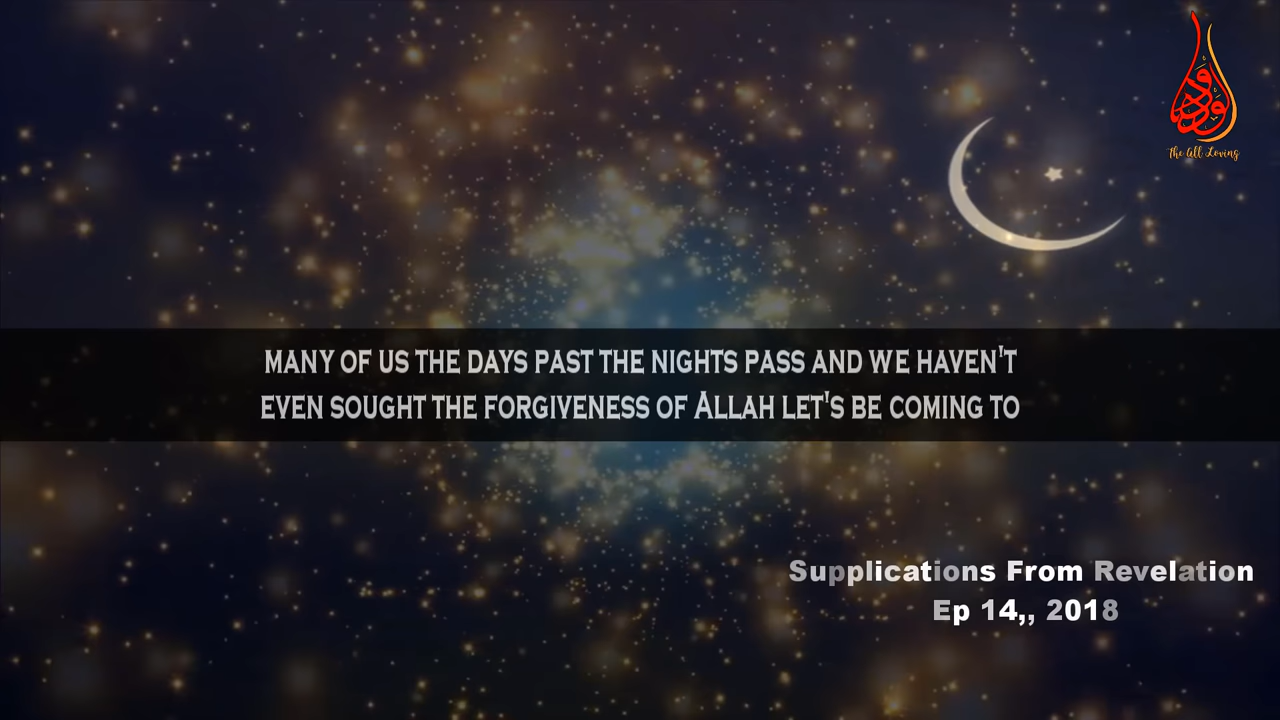 الودود
The All Loving
MANY OF US THE DAYS PAST THE NIGHTS PASS AND WE HAVEN'T
EVEN SOUGHT THE FORGIVENESS OF ALLAH LET'S BE COMING TO
Supplications From Revelation
Ep 14,, 2018